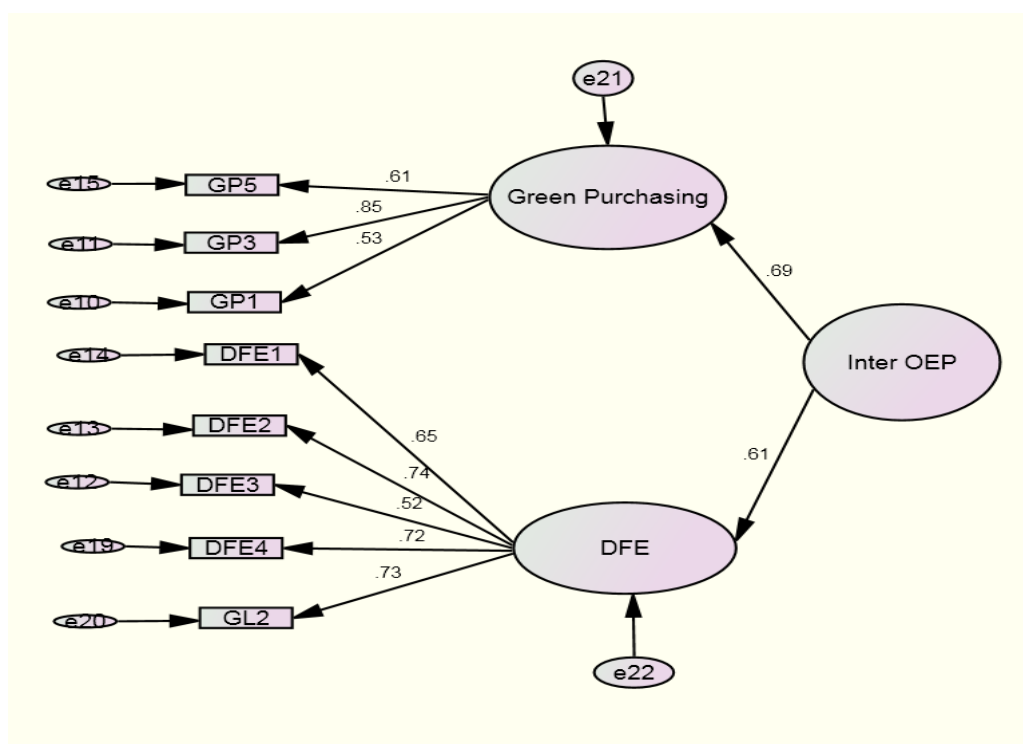 e21
Green Purchasing
e15
GP5
.61
e11
GP3
.85
e10
GP1
.53
.69
Inter OEP
e14
DFE1
.65
e13
DFE2
.74
e12
DFE3
.52
e19
DFE4
.72
e20
GL2
.73
.61
DFE
e22